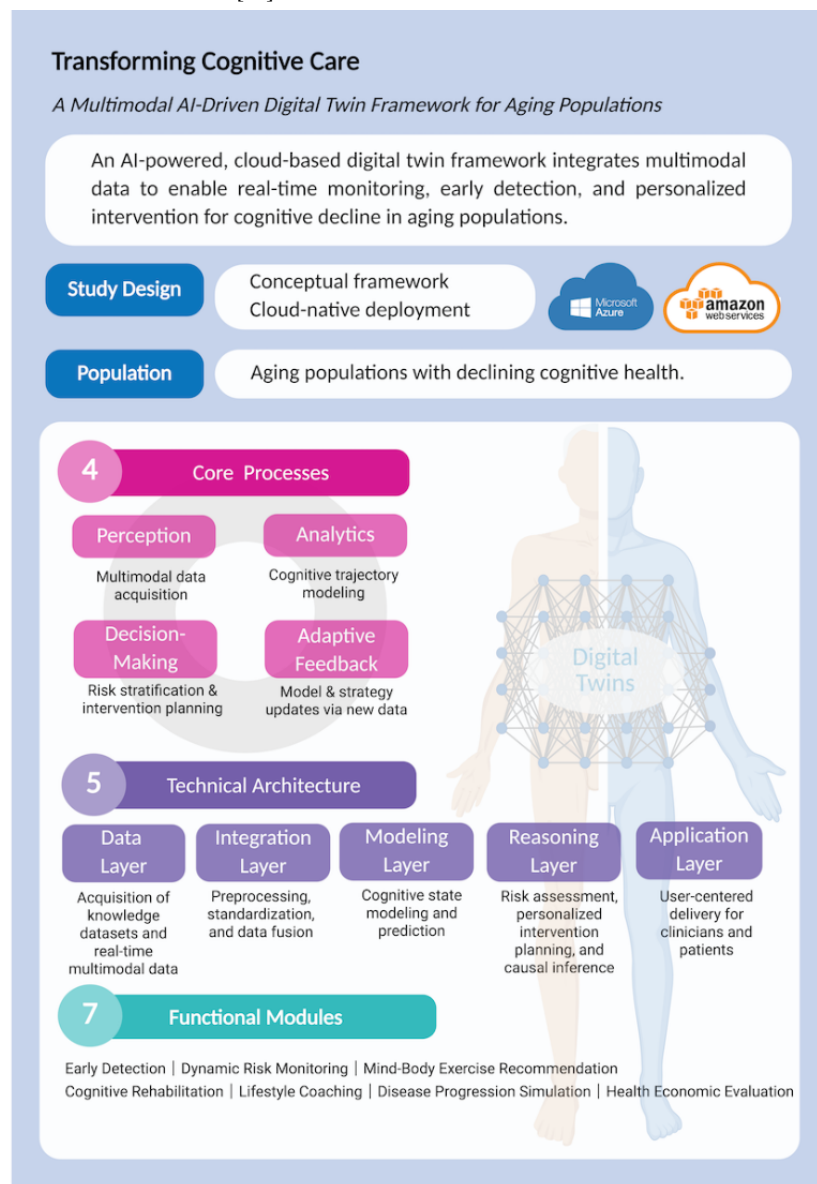 Transforming Cognitive Care
A Multimodal AI-Driven Digital Twin Framework for Aging Populations
An AI-powered, cloud-based digital twin framework integrates multimodal
data to enable real-time monitoring, early detection, and personalized
intervention for cognitive decline in aging populations.
Study Design
Conceptual framework
Cloud-native deployment
Microsoft
Azure
amazon
webservices
Population
Aging populations with declining cognitive health.
4
Core Processes
Perception
Multimodal data
acquisition
Analytics
Cognitive trajectory
modeling
Decision-
Making
Risk stratification &
intervention planning
Adaptive
Feedback
Model & strategy
updates via new data
Digital
Twins
5
Technical Architecture
Data
Layer
Acquisition of
knowledge
datasets and
real-time
multimodal data
Integration
Layer
Preprocessing,
standardization,
and data fusion
Modeling
Layer
Cognitive state
modeling and
prediction
Reasoning
Layer
Risk assessment,
personalized
intervention
planning, and
causal inference
Application
Layer
User-centered
delivery for
clinicians and
patients
7
Functional Modules
Early Detection | Dynamic Risk Monitoring | Mind-Body Exercise Recommendation
Cognitive Rehabilitation | Lifestyle Coaching | Disease Progression Simulation | Health Economic Evaluation